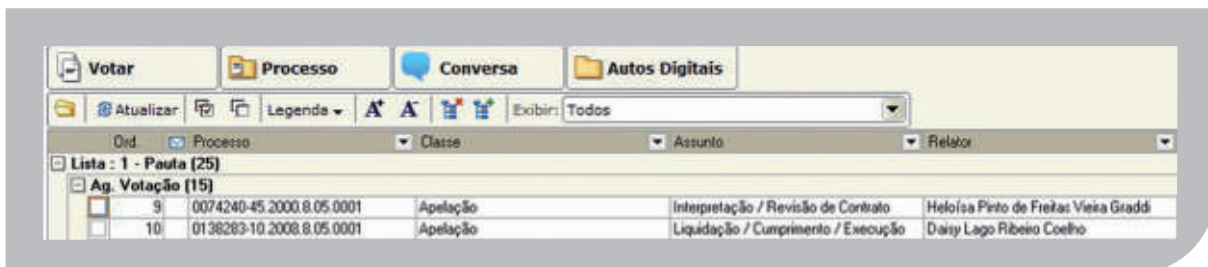 Votar Processo Conversa Autos Digitais
Atualizar Legenda A+ A- Exibir: Todos
Ord. Processo Classe Assunto Relator
Lista : 1 - Pauta (25)
Ag. Votação (15)
9 0074240-45.2000.8.05.0001 Apelação Interpretação / Revisão de Contrato Heloísa Pinto de Freitas Vieira Graddi
10 0138283-10.2008.8.05.0001 Apelação Liquidação / Cumprimento / Execução Daisy Lago Ribeiro Coelho